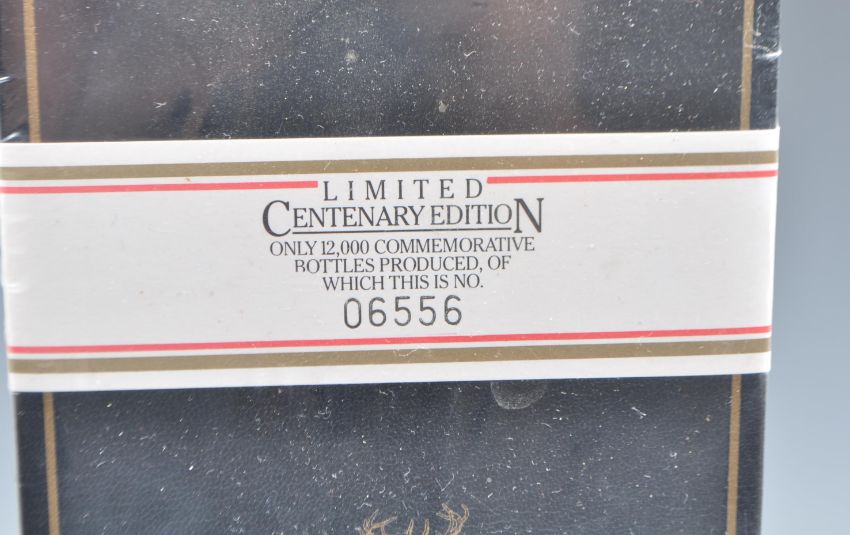 LIMITED
CENTENARY EDITION
ONLY 12,000 COMMEMORATIVE
BOTTLES PRODUCED, OF
WHICH THIS IS NO.
06556